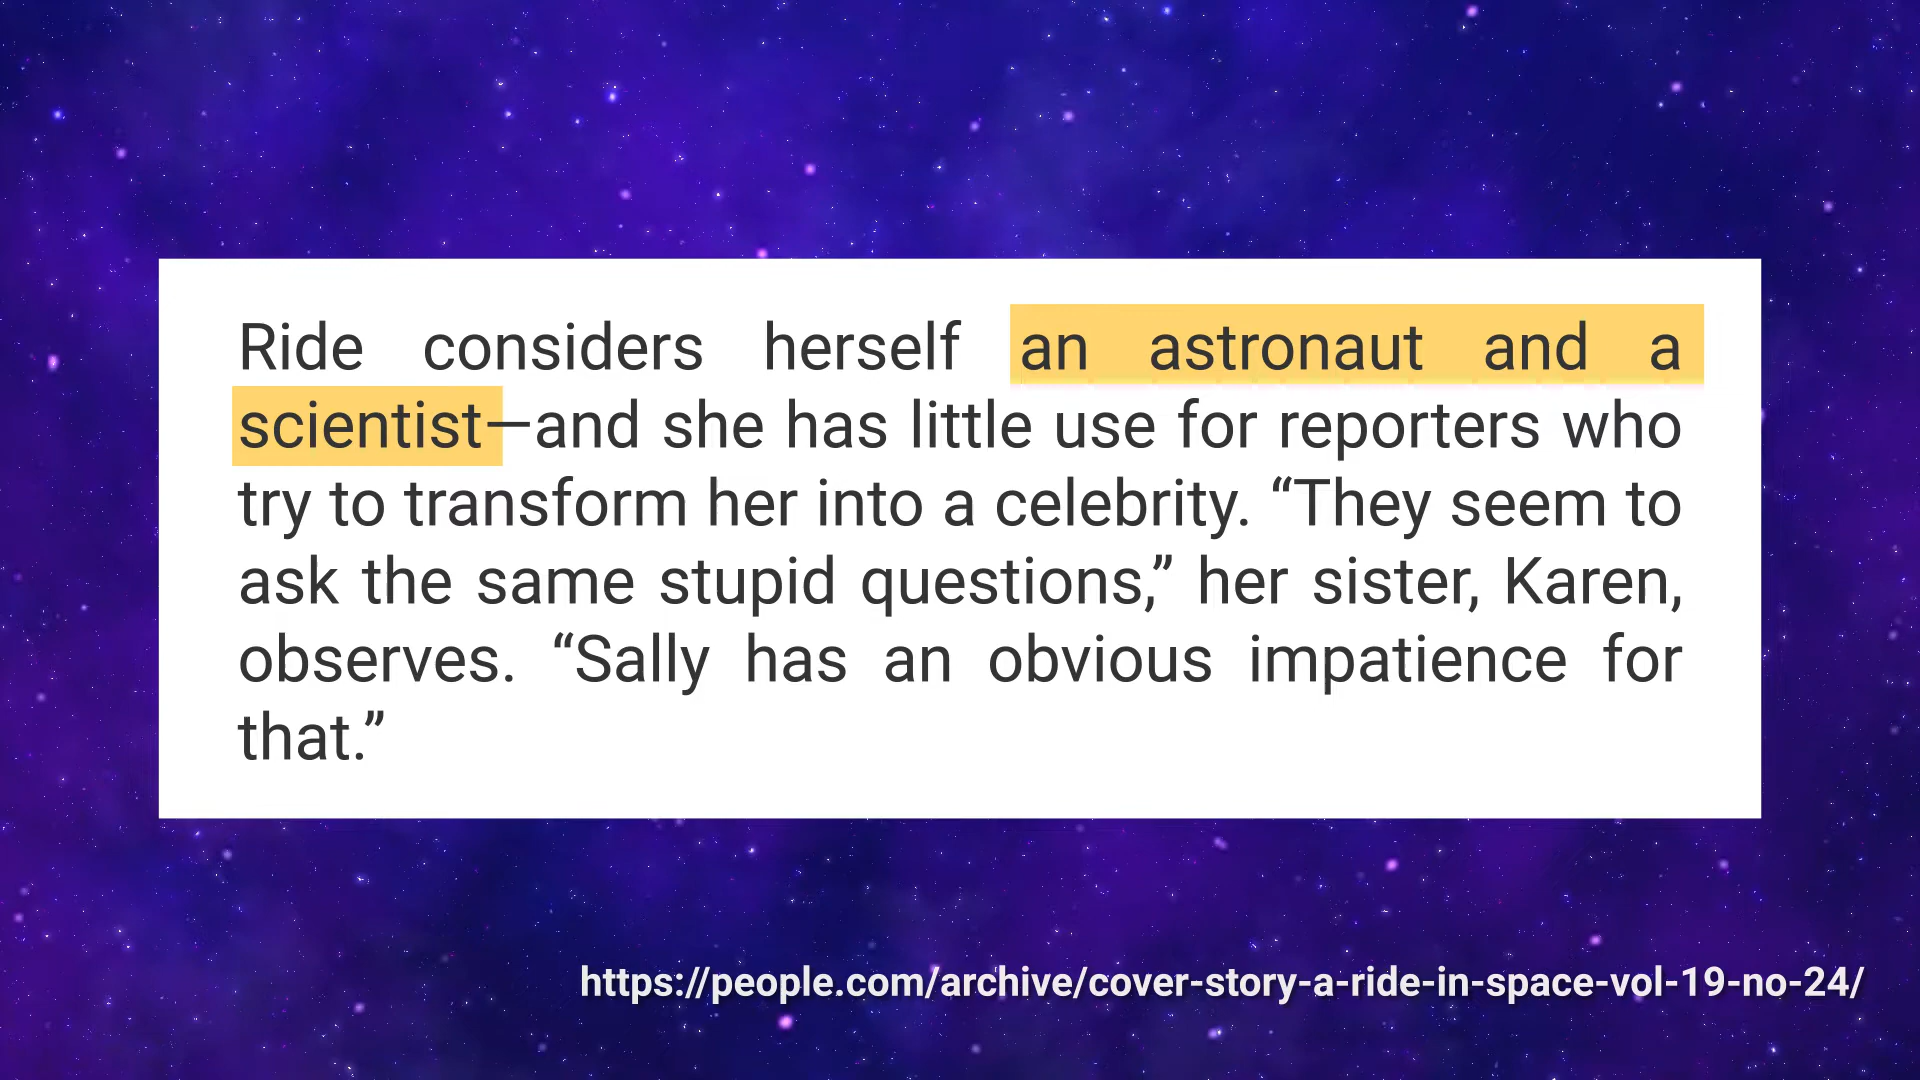 Ride considers herself an astronaut and a
scientist—and she has little use for reporters who
try to transform her into a celebrity. “They seem to
ask the same stupid questions,” her sister, Karen,
observes. “Sally has an obvious impatience for
that.”
https://people.com/archive/cover-story-a-ride-in-space-vol-19-no-24/